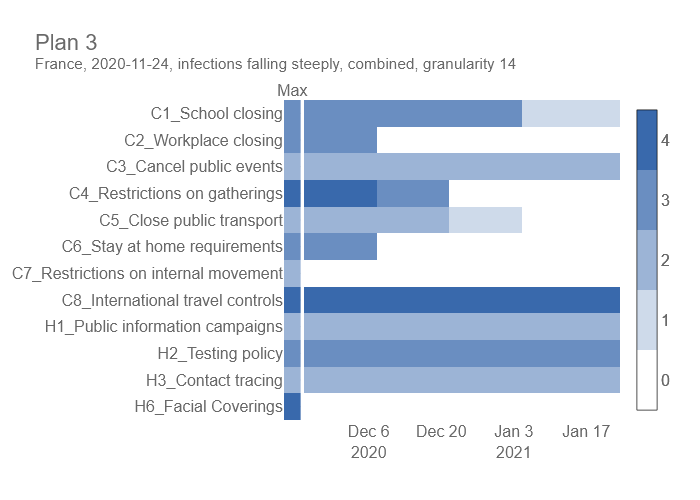 Plan 3
France, 2020-11-24, infections falling steeply, combined, granularity 14
Max
C1_School closing
C2_Workplace closing
C3_Cancel public events
C4_Restrictions on gatherings
C5_Close public transport
C6_Stay at home requirements
C7_Restrictions on internal movement
C8_International travel controls
H1_Public information campaigns
H2_Testing policy
H3_Contact tracing
H6_Facial Coverings
Dec 6 Dec 20 Jan 3 Jan 17
2020 2021
4
3
2
1
0